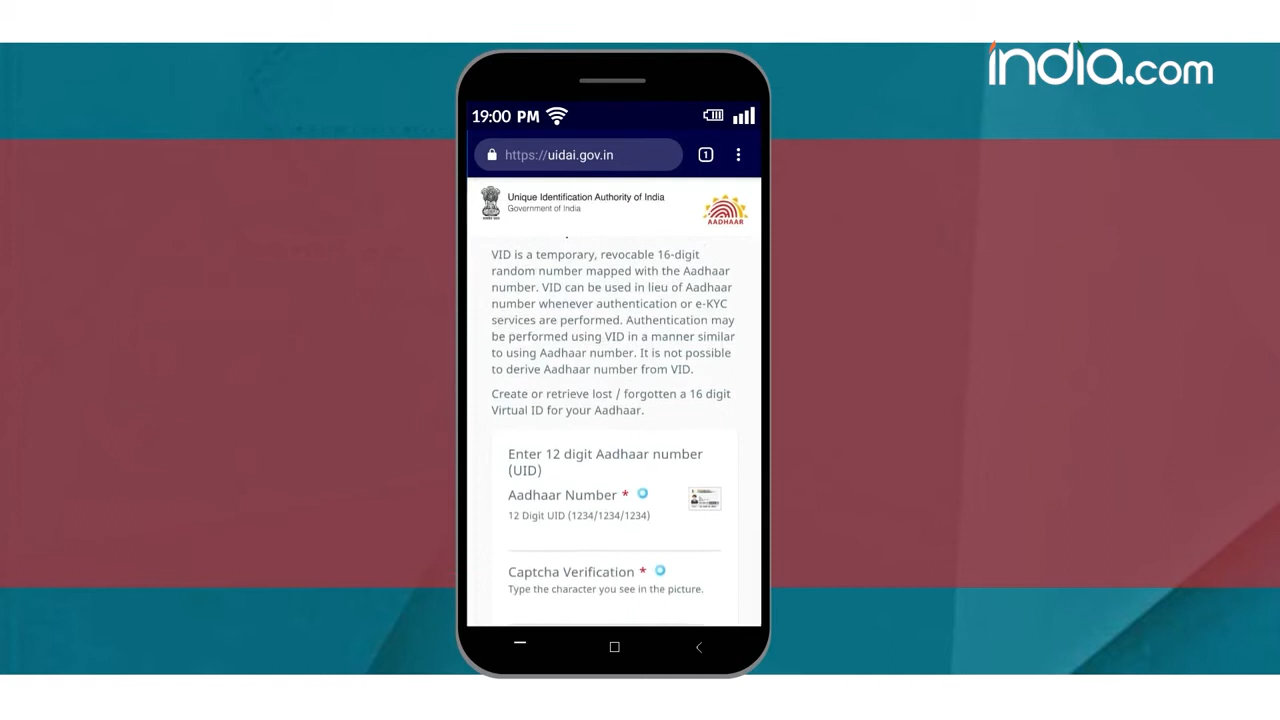 india.com
19:00 PM
https://uidai.gov.in
1
Unique Identification Authority of India
Government of India
AADHAAR
VID is a temporary, revocable 16-digit
random number mapped with the Aadhaar
number. VID can be used in lieu of Aadhaar
number whenever authentication or e-KYC
services are performed. Authentication may
be performed using VID in a manner similar
to using Aadhaar number. It is not possible
to derive Aadhaar number from VID.
Create or retrieve lost / forgotten a 16 digit
Virtual ID for your Aadhaar.
Enter 12 digit Aadhaar number
(UID)
Aadhaar Number *
12 Digit UID (1234/1234/1234)
Captcha Verification *
Type the character you see in the picture.